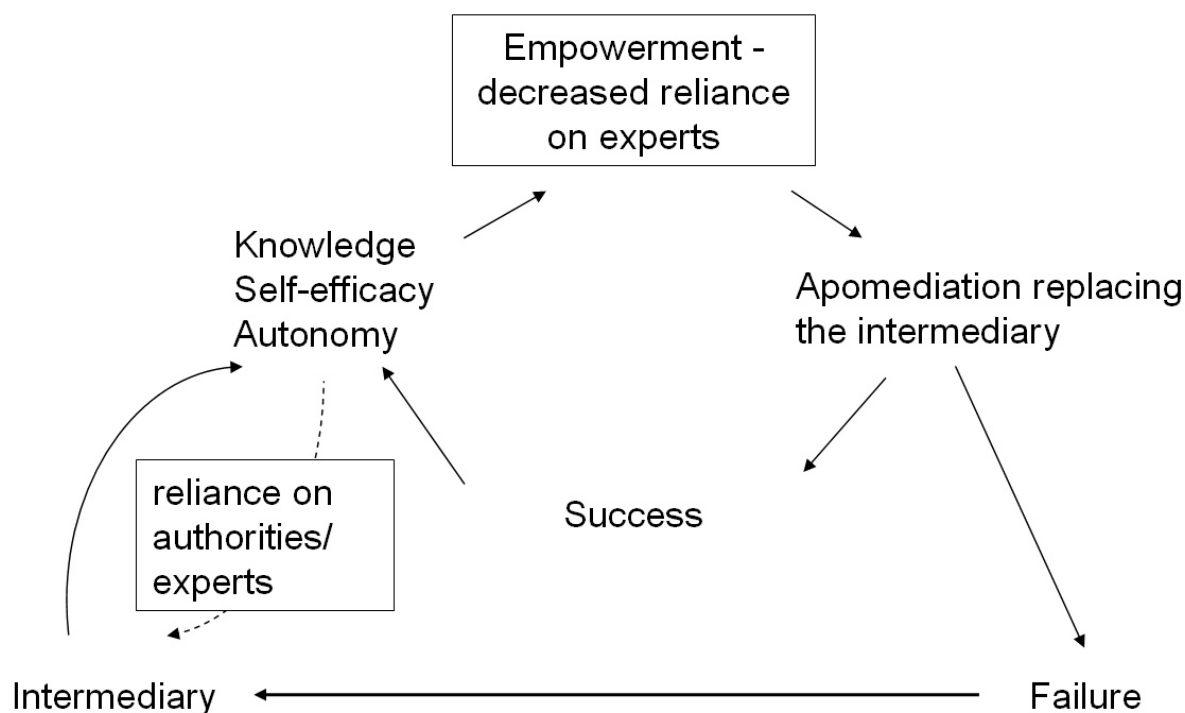 Empowerment -
decreased reliance
on experts
Knowledge
Self-efficacy
Autonomy
Apomediation replacing
the intermediary
reliance on
authorities/
experts
Success
Intermediary
Failure